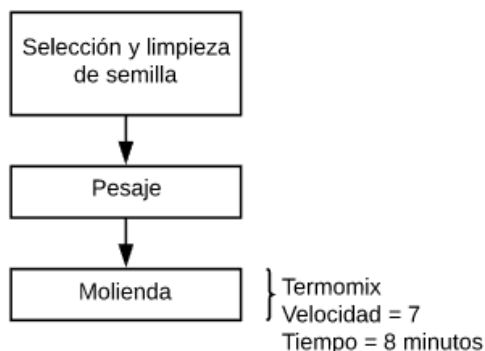 Selección y limpieza
de semilla
Pesaje
Molienda
Termomix
Velocidad = 7
Tiempo = 8 minutos